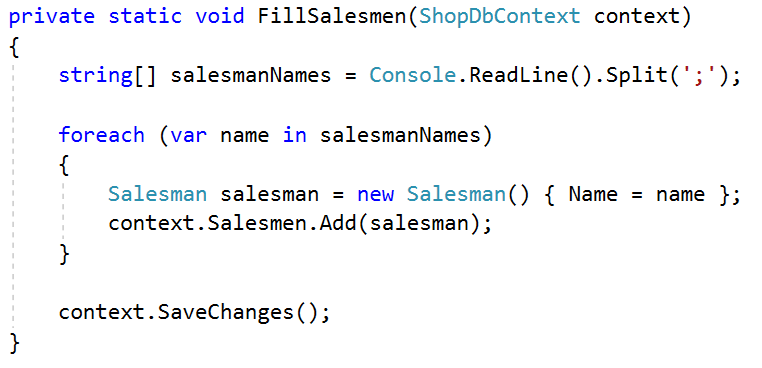 private static void FillSalesmen(ShopDbContext context)
{
    string[] salesmanNames = Console.ReadLine().Split(';');

    foreach (var name in salesmanNames)
    {
        Salesman salesman = new Salesman() { Name = name };
        context.Salesmen.Add(salesman);
    }

    context.SaveChanges();
}